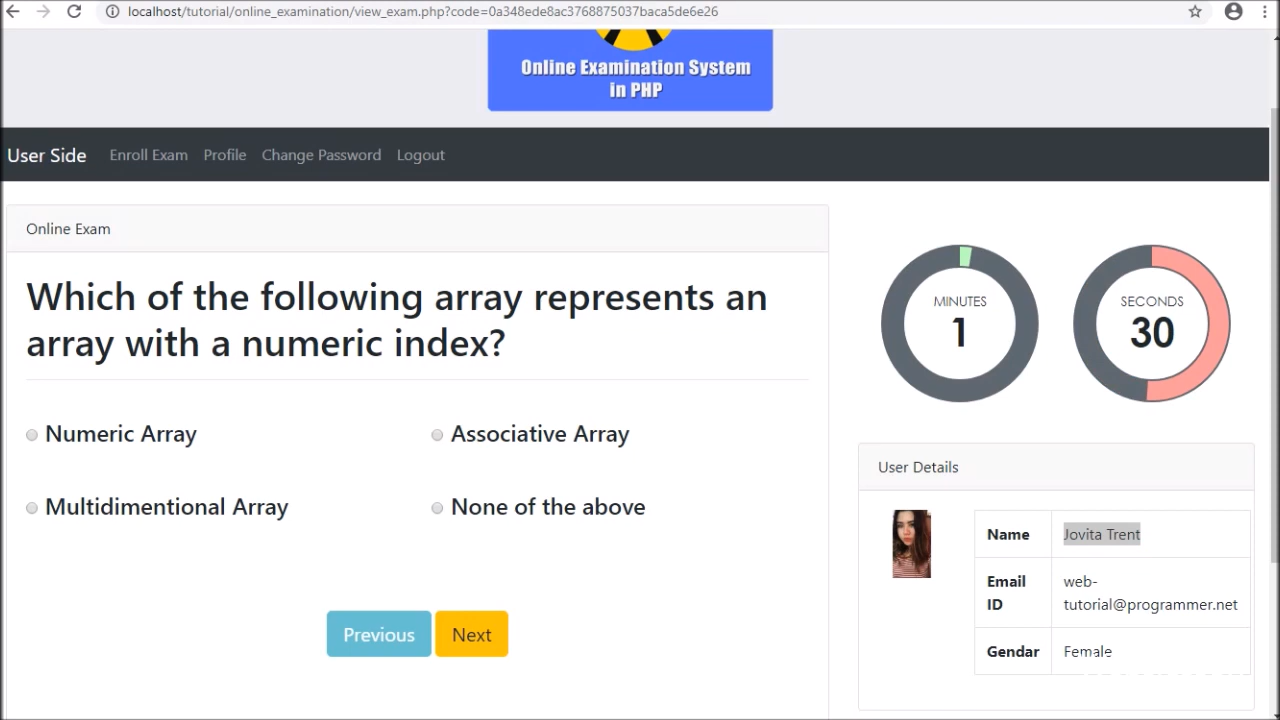 localhost/tutorial/online_examination/view_exam.php?code=0a348ede8ac3768875037baca5de6e26
Online Examination System
in PHP
User Side Enroll Exam Profile Change Password Logout
Online Exam
Which of the following array represents an
array with a numeric index?
Numeric Array
Associative Array
Multidimentional Array
None of the above
Previous
Next
MINUTES
1
SECONDS
30
User Details
Name
Jovita Trent
Email
ID
web-
tutorial@programmer.net
Gendar
Female